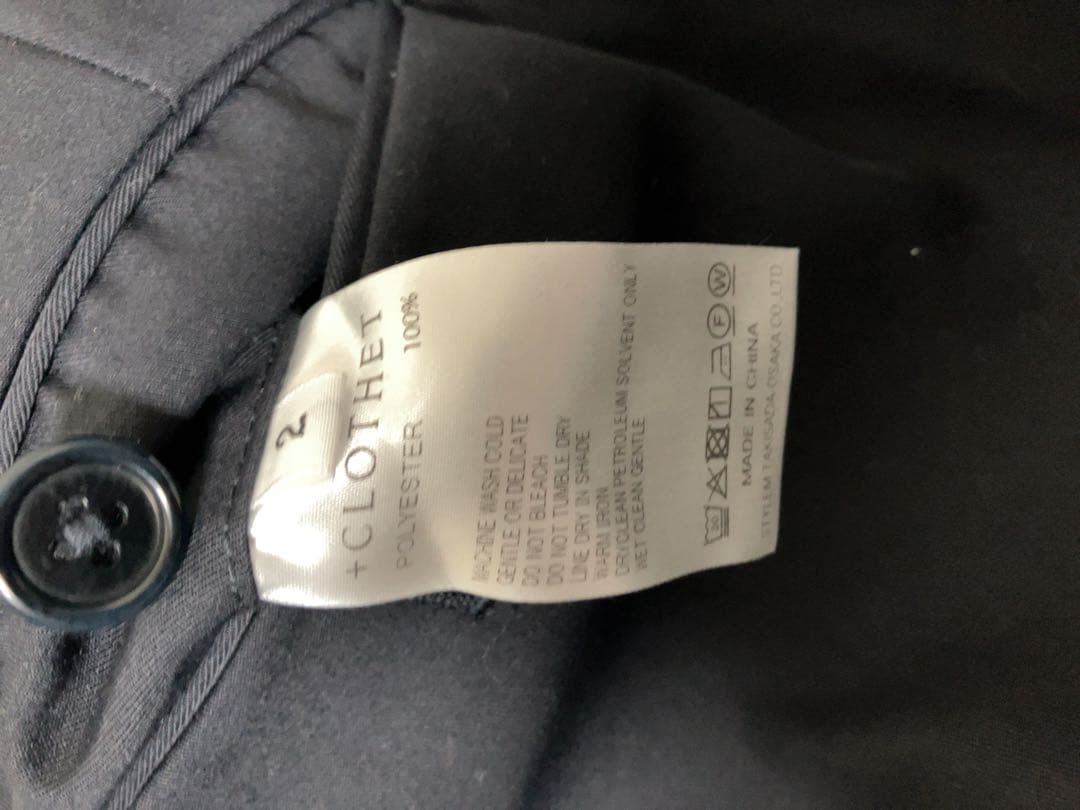 2
+CLOTHET
POLYESTER 100%
MACHINE WASH COLD
GENTLE OR DELICATE
DO NOT BLEACH
DO NOT TUMBLE DRY
LINE DRY IN SHADE
WARM IRON
DRYCLEAN PETROLEUM SOLVENT ONLY
WET CLEAN GENTLE
F W
MADE IN CHINA
STYLEM TAKISADA-OSAKA CO.,LTD